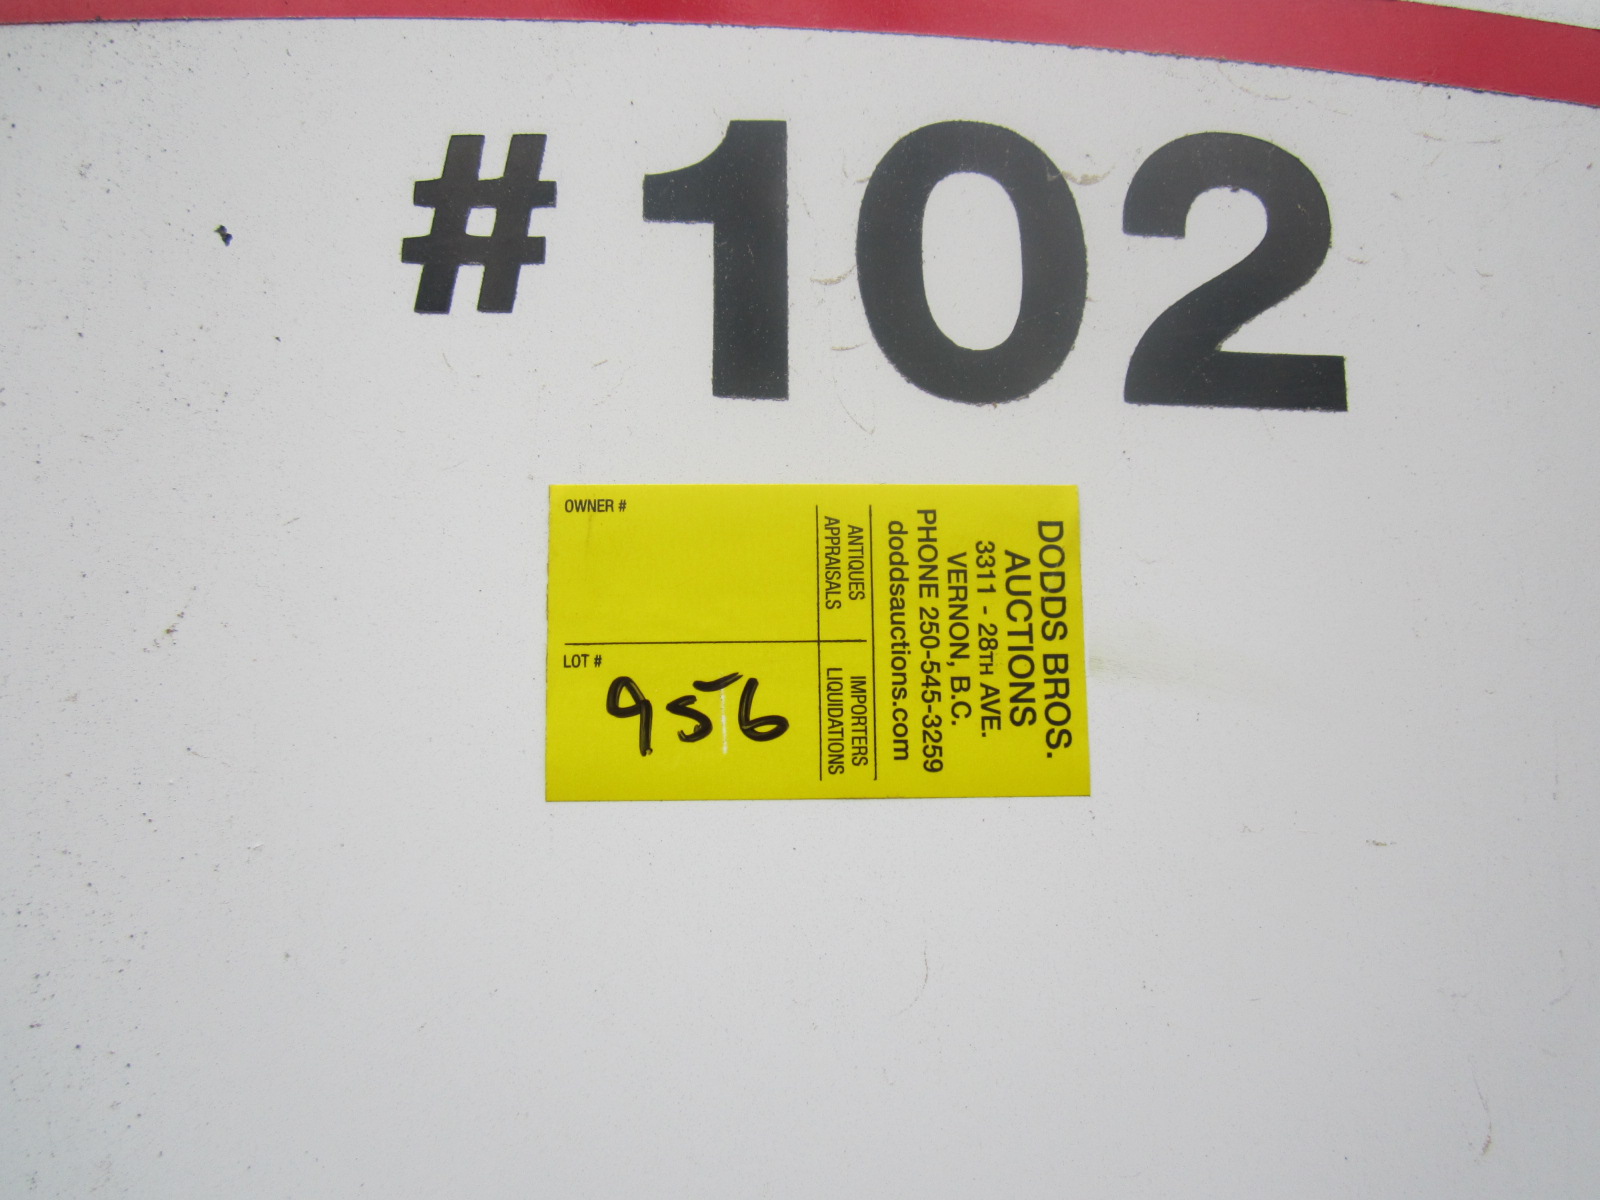 #102
DODDS BROS.
AUCTIONS
3311 - 28TH AVE.
VERNON, B.C.
PHONE 250-545-3259
doddsauctions.com
ANTIQUES IMPORTERS
APPRAISALS LIQUIDATIONS
OWNER #
LOT #
956